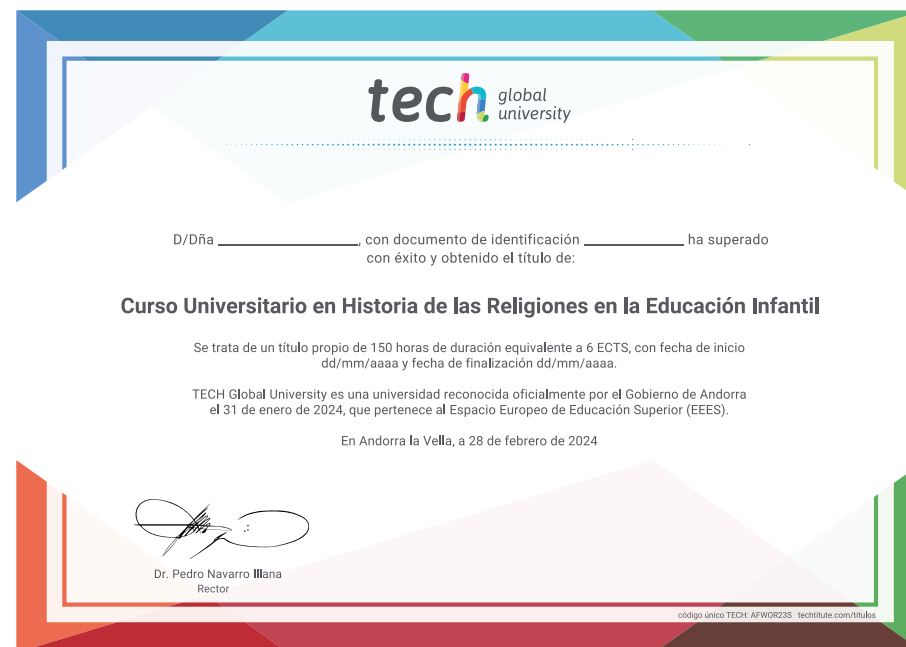 tech global university
D/Dña ____________________, con documento de identificación ______________ ha superado
con éxito y obtenido el título de:
Curso Universitario en Historia de las Religiones en la Educación Infantil
Se trata de un título propio de 150 horas de duración equivalente a 6 ECTS, con fecha de inicio
dd/mm/aaaa y fecha de finalización dd/mm/aaaa.
TECH Global University es una universidad reconocida oficialmente por el Gobierno de Andorra
el 31 de enero de 2024, que pertenece al Espacio Europeo de Educación Superior (EEES).
En Andorra la Vella, a 28 de febrero de 2024
Dr. Pedro Navarro Illana
Rector
código único TECH: AFWOR23S techtitute.com/titulos